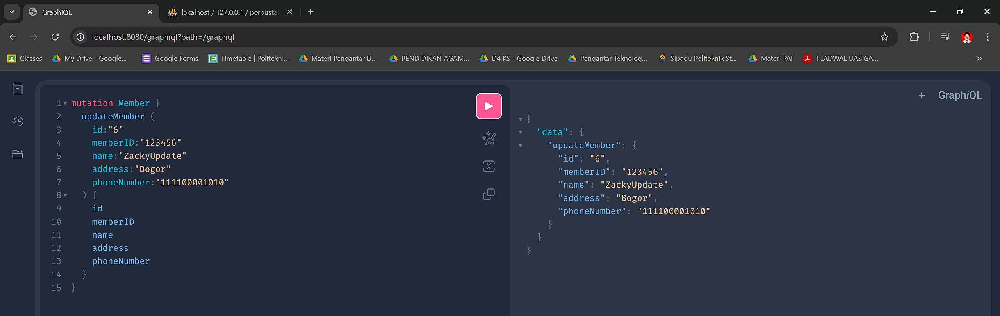 GraphiQL
localhost / 127.0.0.1 / perpustak
localhost:8080/graphiql?path=/graphql
Classes
My Drive - Google...
Google Forms
Timetable | Politekni...
Materi Pengantar D...
PENDIDIKAN AGAM...
D4 KS - Google Drive
Pengantar Teknolog...
Sipadu Politeknik St...
Materi PAI
1 JADWAL UAS GA...
1 mutation Member {
2 updateMember (
3 id:"6"
4 memberID:"123456"
5 name:"ZackyUpdate"
6 address:"Bogor"
7 phoneNumber:"111100001010"
8 ) {
9 id
10 memberID
11 name
12 address
13 phoneNumber
14 }
15 }
GraphiQL
{
"data": {
"updateMember": {
"id": "6",
"memberID": "123456",
"name": "ZackyUpdate",
"address": "Bogor",
"phoneNumber": "111100001010"
}
}
}